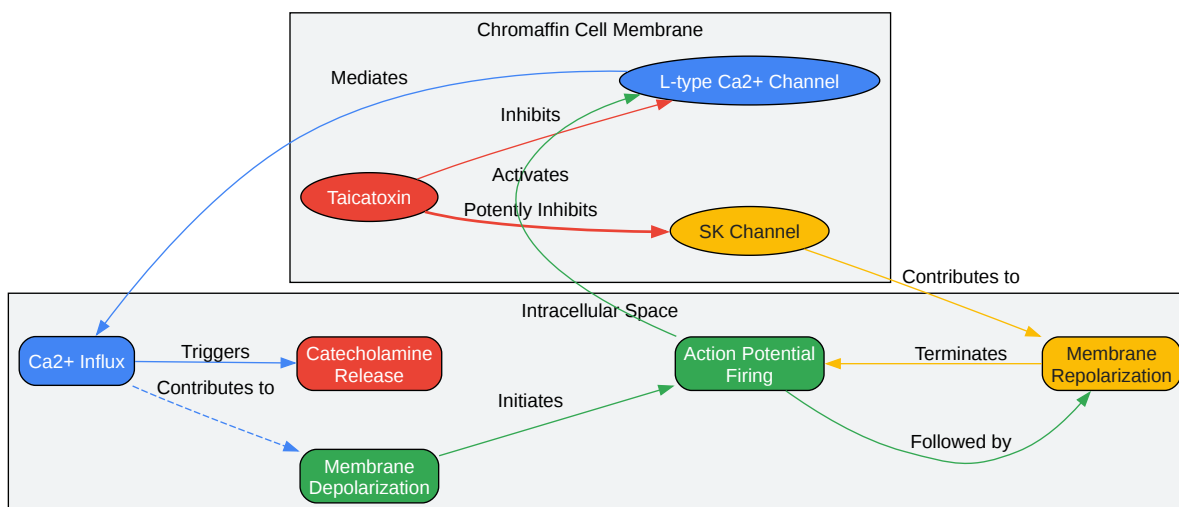 Chromaffin Cell Membrane
Mediates
L-type Ca2+ Channel
Inhibits
Activates
Taicatoxin
Potently Inhibits
SK Channel
Contributes to
Intracellular Space
Ca2+ Influx
Triggers
Catecholamine
Release
Contributes to
Action Potential
Firing
Terminates
Membrane
Repolarization
Initiates
Followed by
Membrane
Depolarization